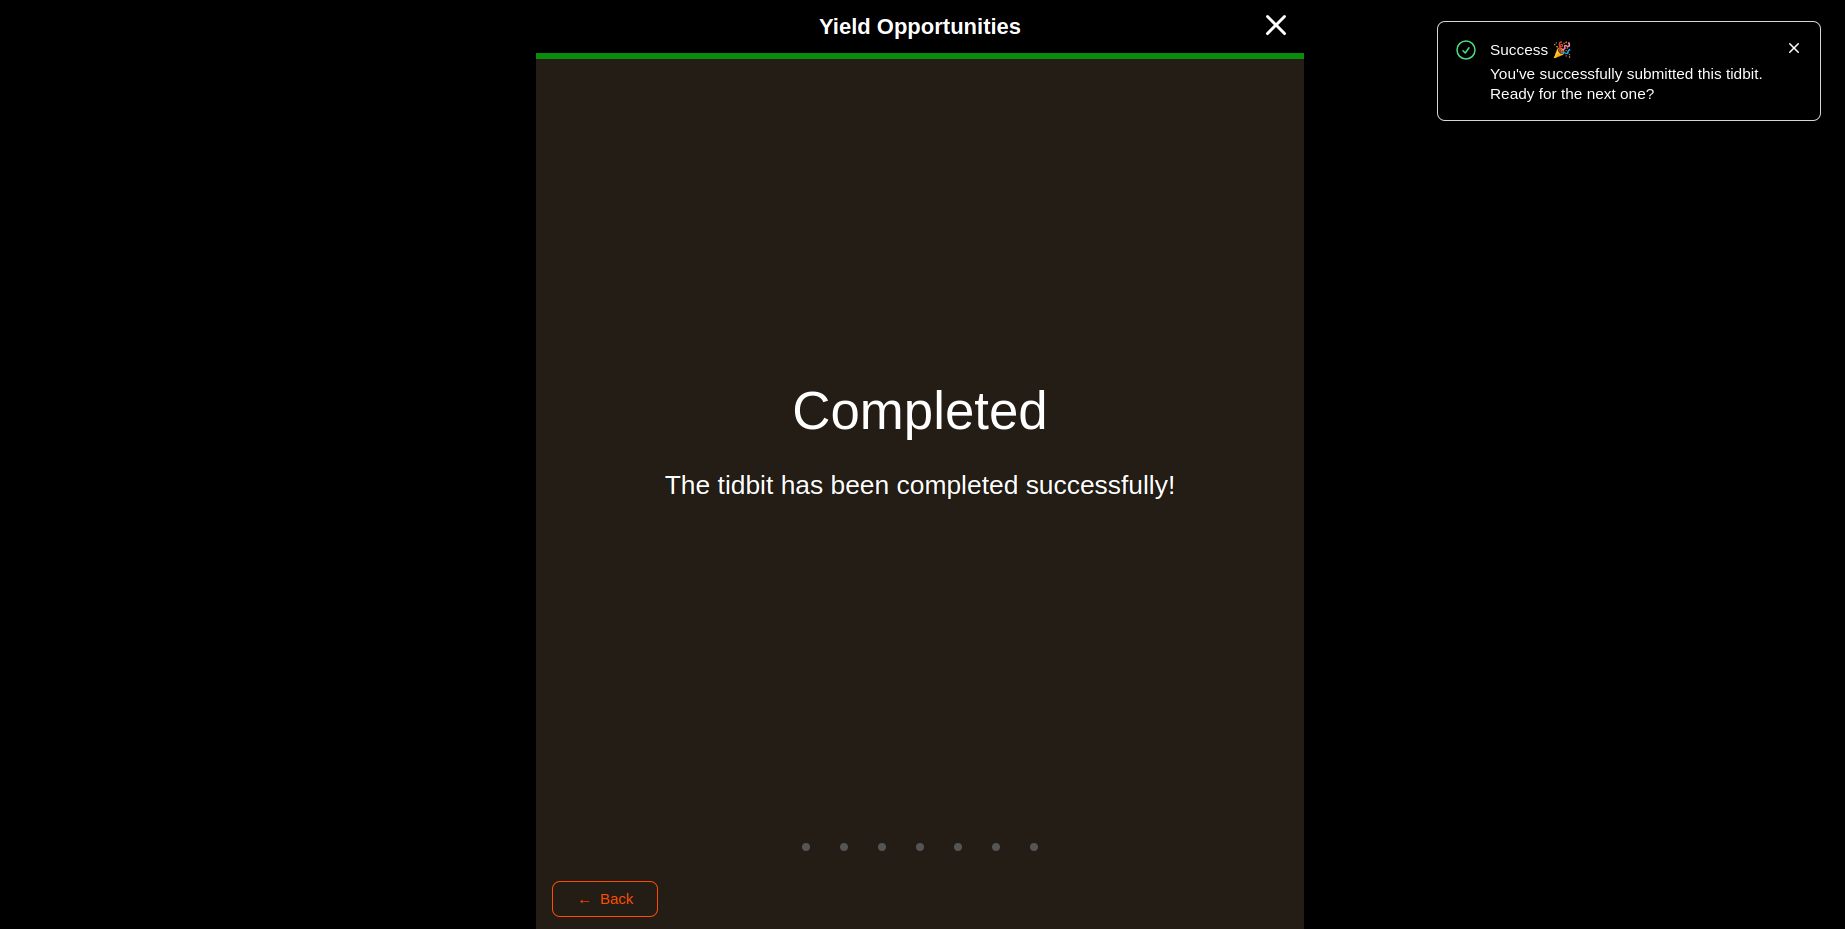 Yield Opportunities
Success 🎉
You've successfully submitted this tidbit.
Ready for the next one?
Completed
The tidbit has been completed successfully!
← Back